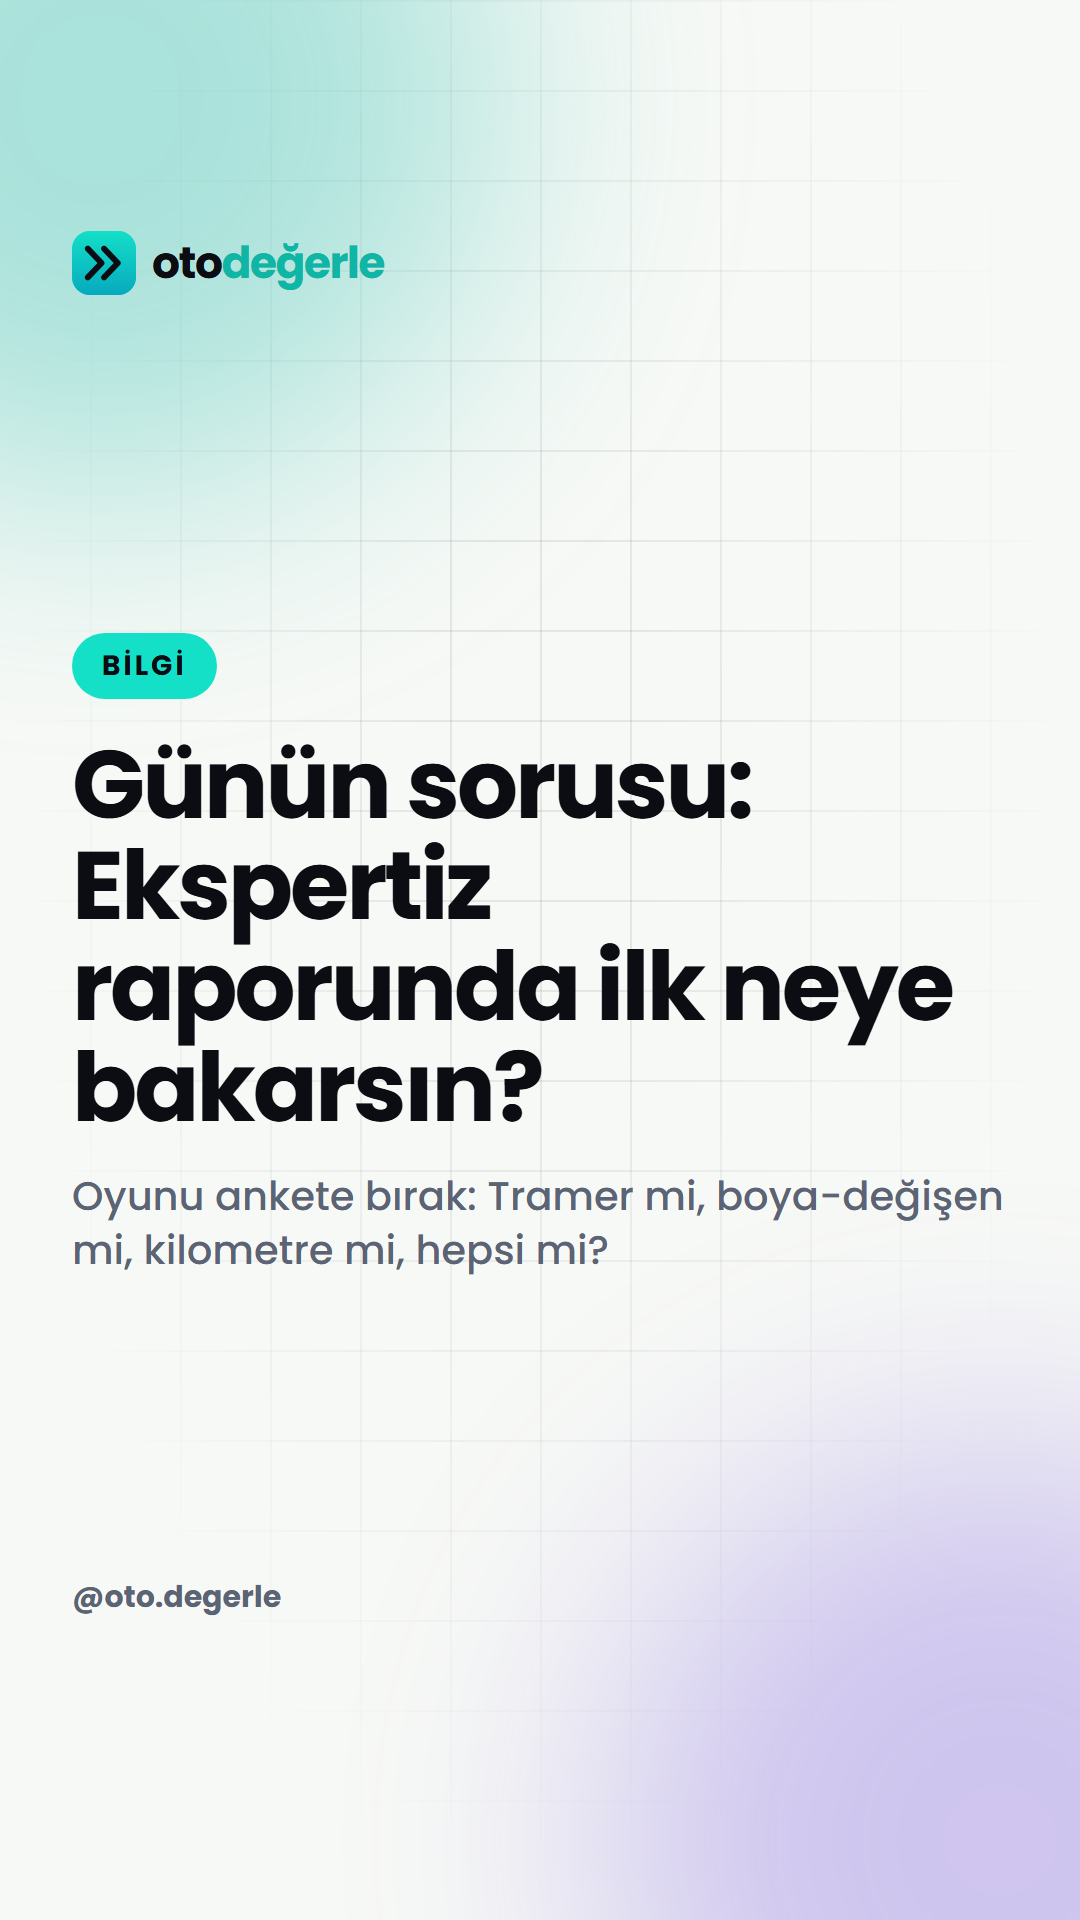 otodeğerle
BİLGİ
Günün sorusu:
Ekspertiz
raporunda ilk neye
bakarsın?
Oyunu ankete bırak: Tramer mi, boya-değişen
mi, kilometre mi, hepsi mi?
@oto.degerle